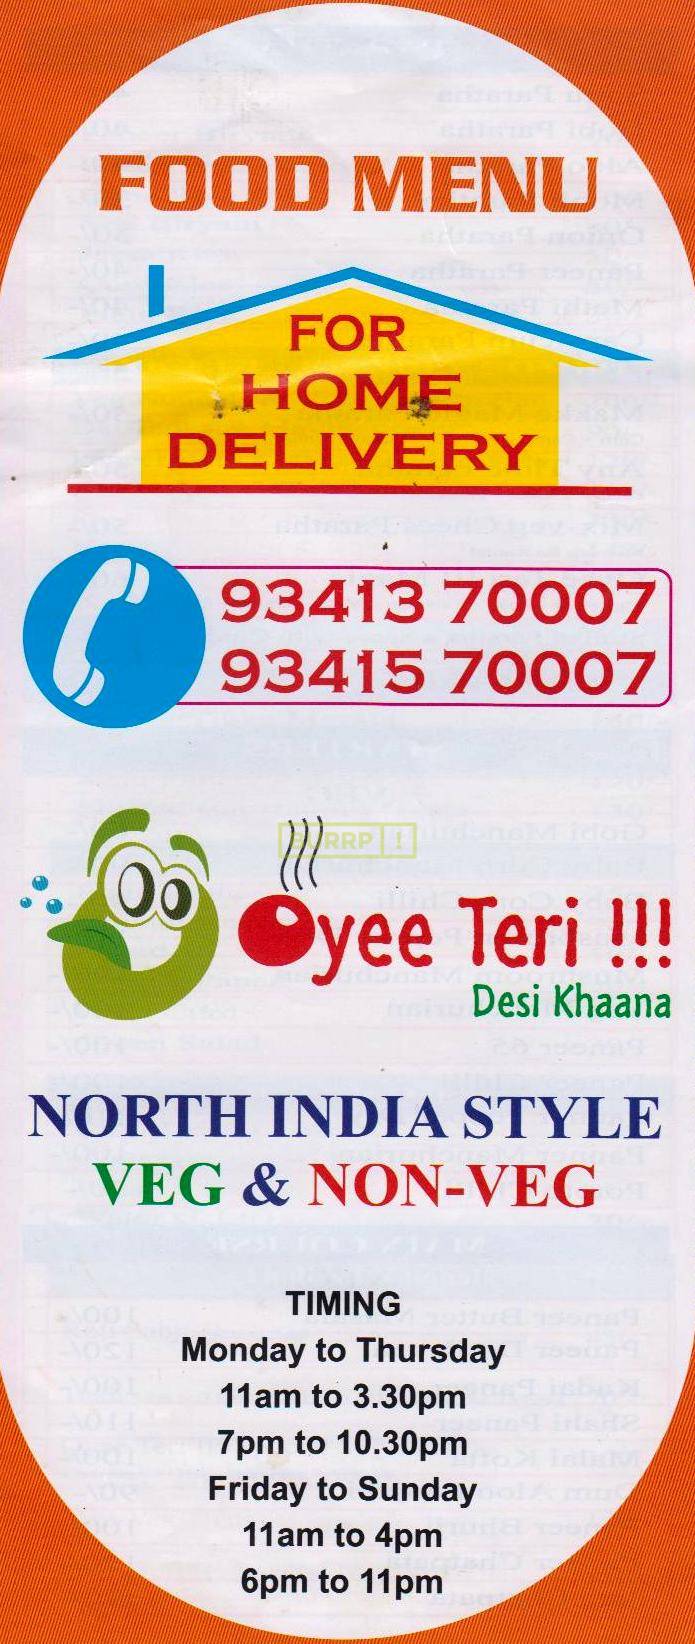 FOOD MENU
FOR
HOME
DELIVERY
93413 70007
93415 70007
BURRP !
Oyee Teri !!!
Desi Khaana
NORTH INDIA STYLE
VEG & NON-VEG
TIMING
Monday to Thursday
11am to 3.30pm
7pm to 10.30pm
Friday to Sunday
11am to 4pm
6pm to 11pm